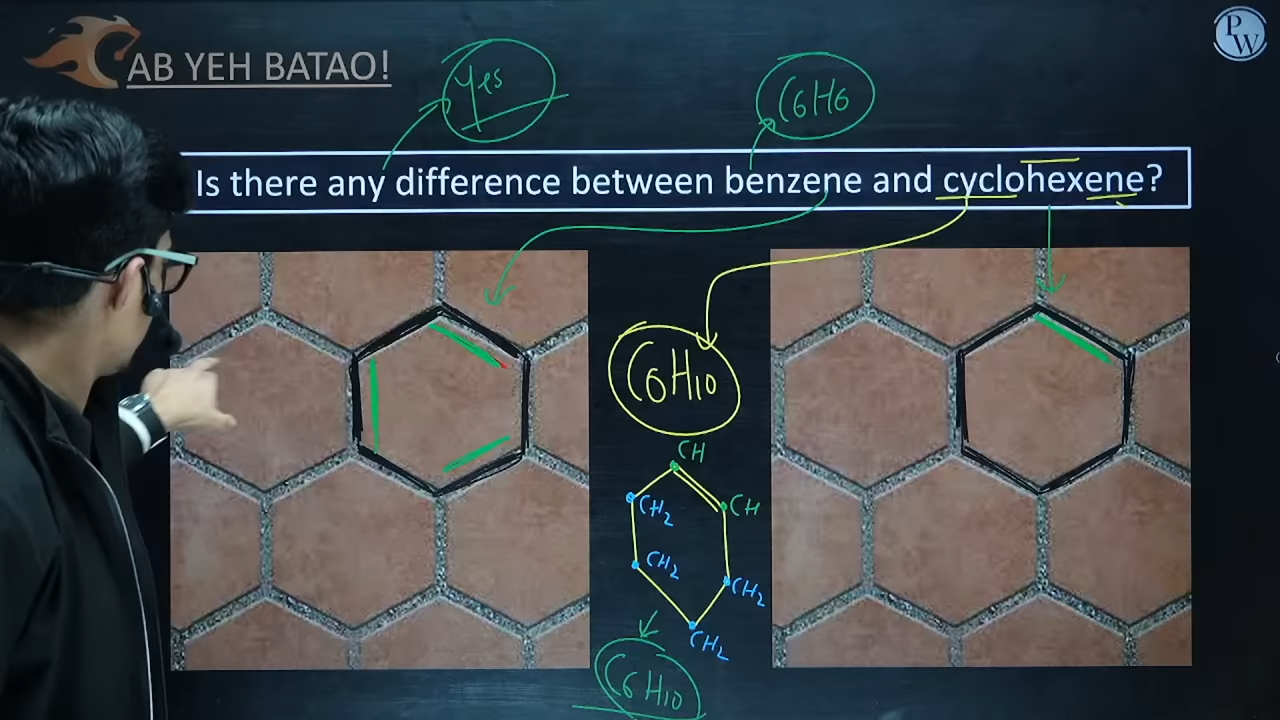 AB YEH BATAO!
Yes
C6H6
PW
Is there any difference between benzene and cyclohexene?
C6H10
CH
CH
CH2
CH2
CH2
CH2
C6H10